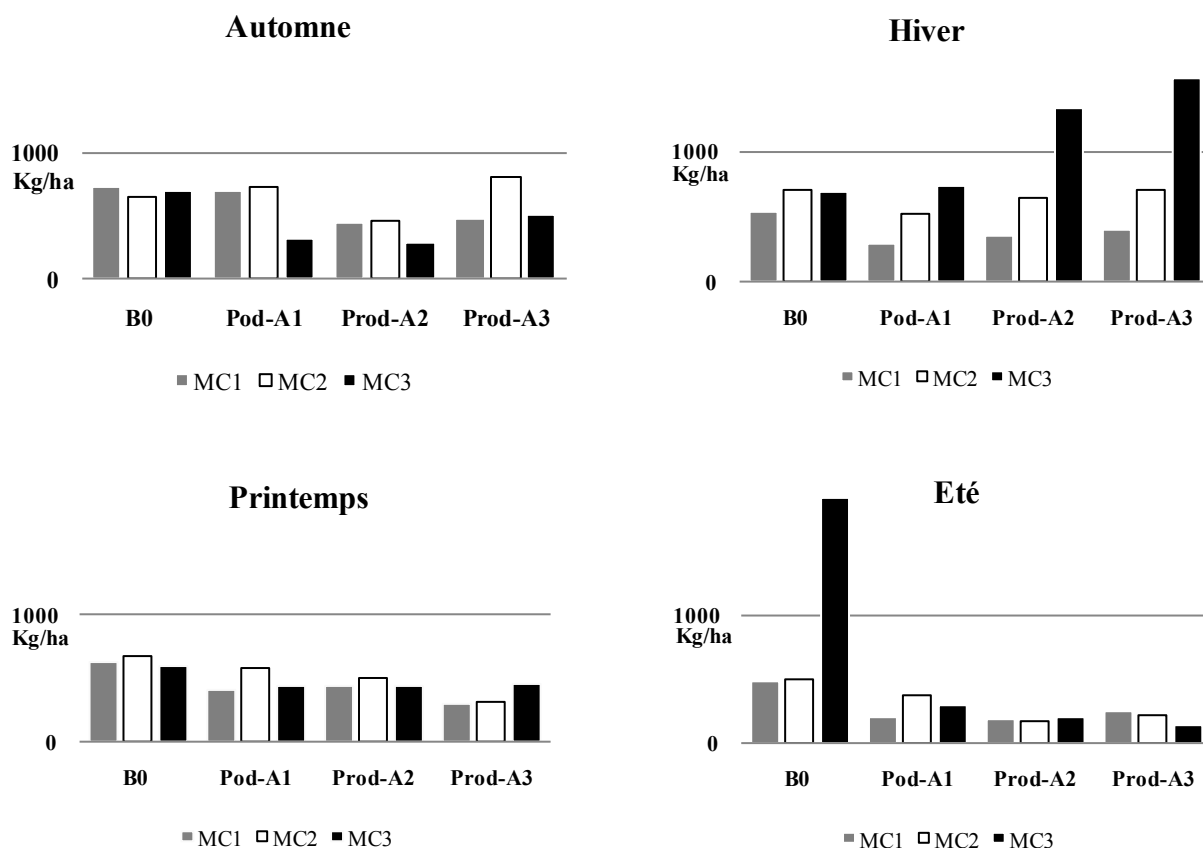 Automne
1000
Kg/ha
0
B0 Pod-A1 Prod-A2 Prod-A3
MC1 MC2 MC3
Hiver
1000
Kg/ha
0
B0 Pod-A1 Prod-A2 Prod-A3
MC1 MC2 MC3
Printemps
1000
Kg/ha
0
B0 Pod-A1 Prod-A2 Prod-A3
MC1 MC2 MC3
Eté
1000
Kg/ha
0
B0 Pod-A1 Prod-A2 Prod-A3
MC1 MC2 MC3